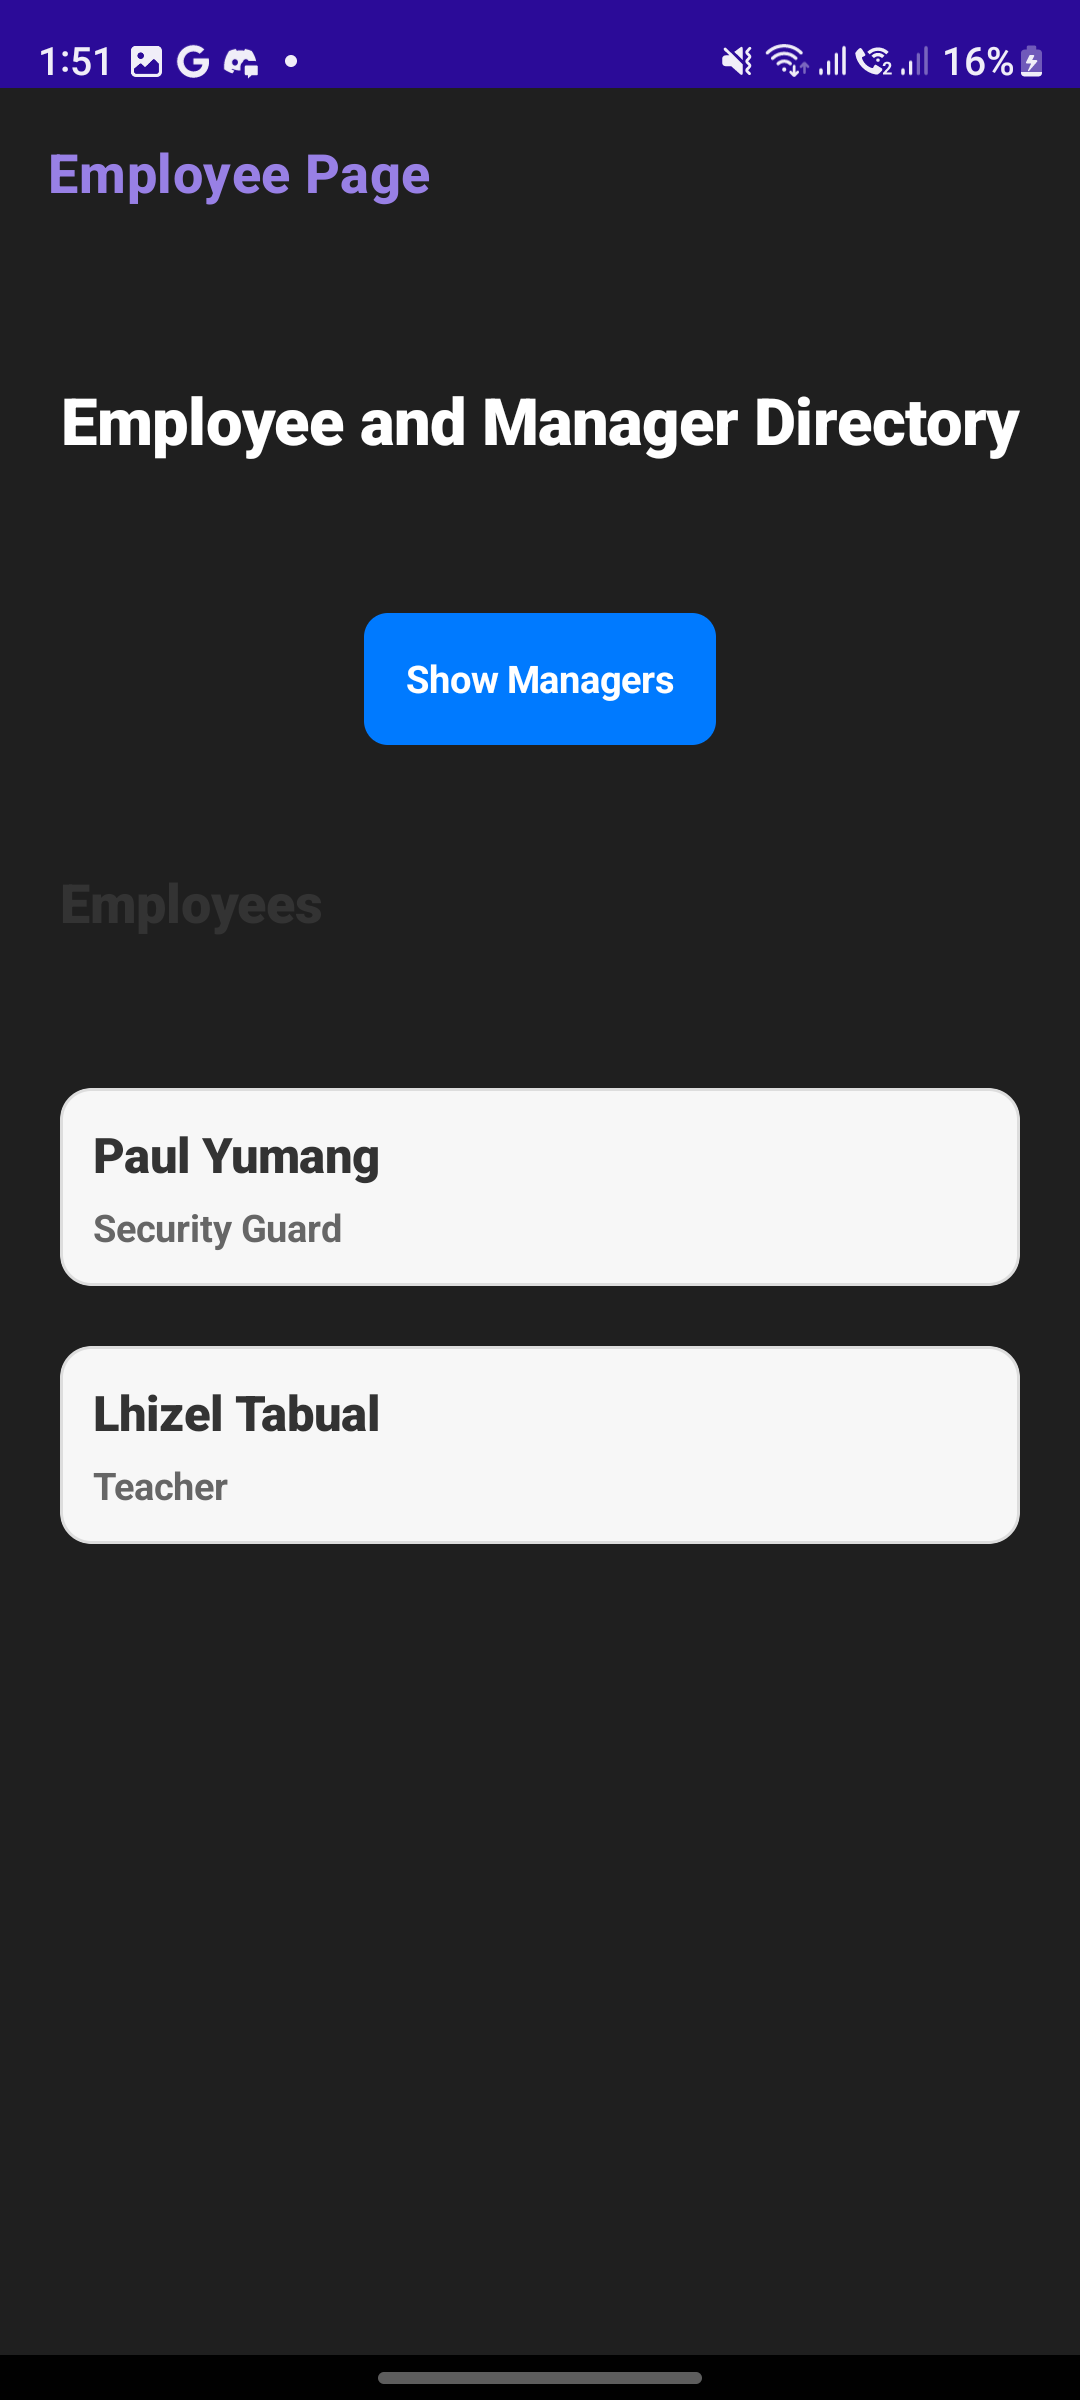 1:51
16%
Employee Page
Employee and Manager Directory
Show Managers
Employees
Paul Yumang
Security Guard
Lhizel Tabual
Teacher